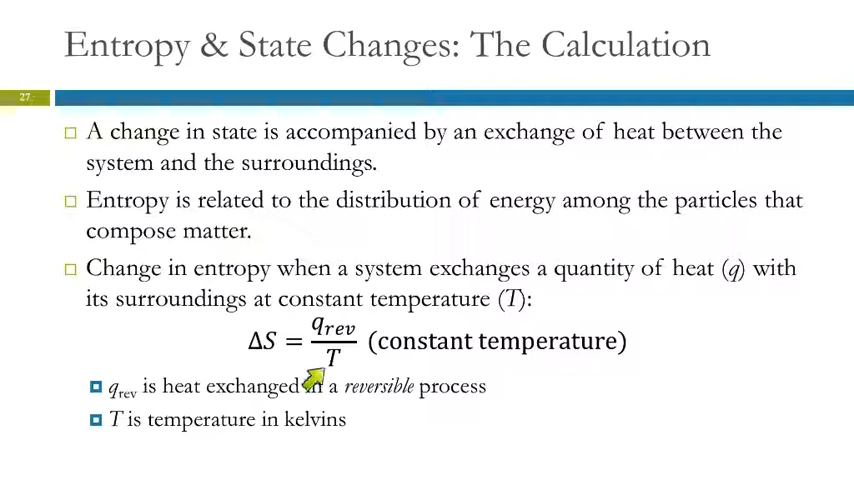 Entropy & State Changes: The Calculation
27
A change in state is accompanied by an exchange of heat between the
system and the surroundings.
Entropy is related to the distribution of energy among the particles that
compose matter.
Change in entropy when a system exchanges a quantity of heat (q) with
its surroundings at constant temperature (T):
ΔS = q_rev / T (constant temperature)
q_rev is heat exchanged in a reversible process
T is temperature in kelvins